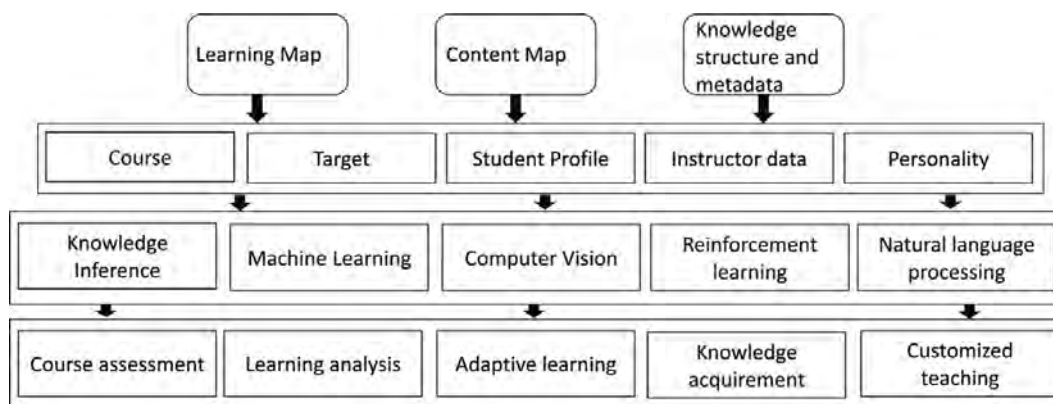 Learning Map
Content Map
Knowledge
structure and
metadata
Course
Target
Student Profile
Instructor data
Personality
Knowledge
Inference
Machine Learning
Computer Vision
Reinforcement
learning
Natural language
processing
Course assessment
Learning analysis
Adaptive learning
Knowledge
acquirement
Customized
teaching